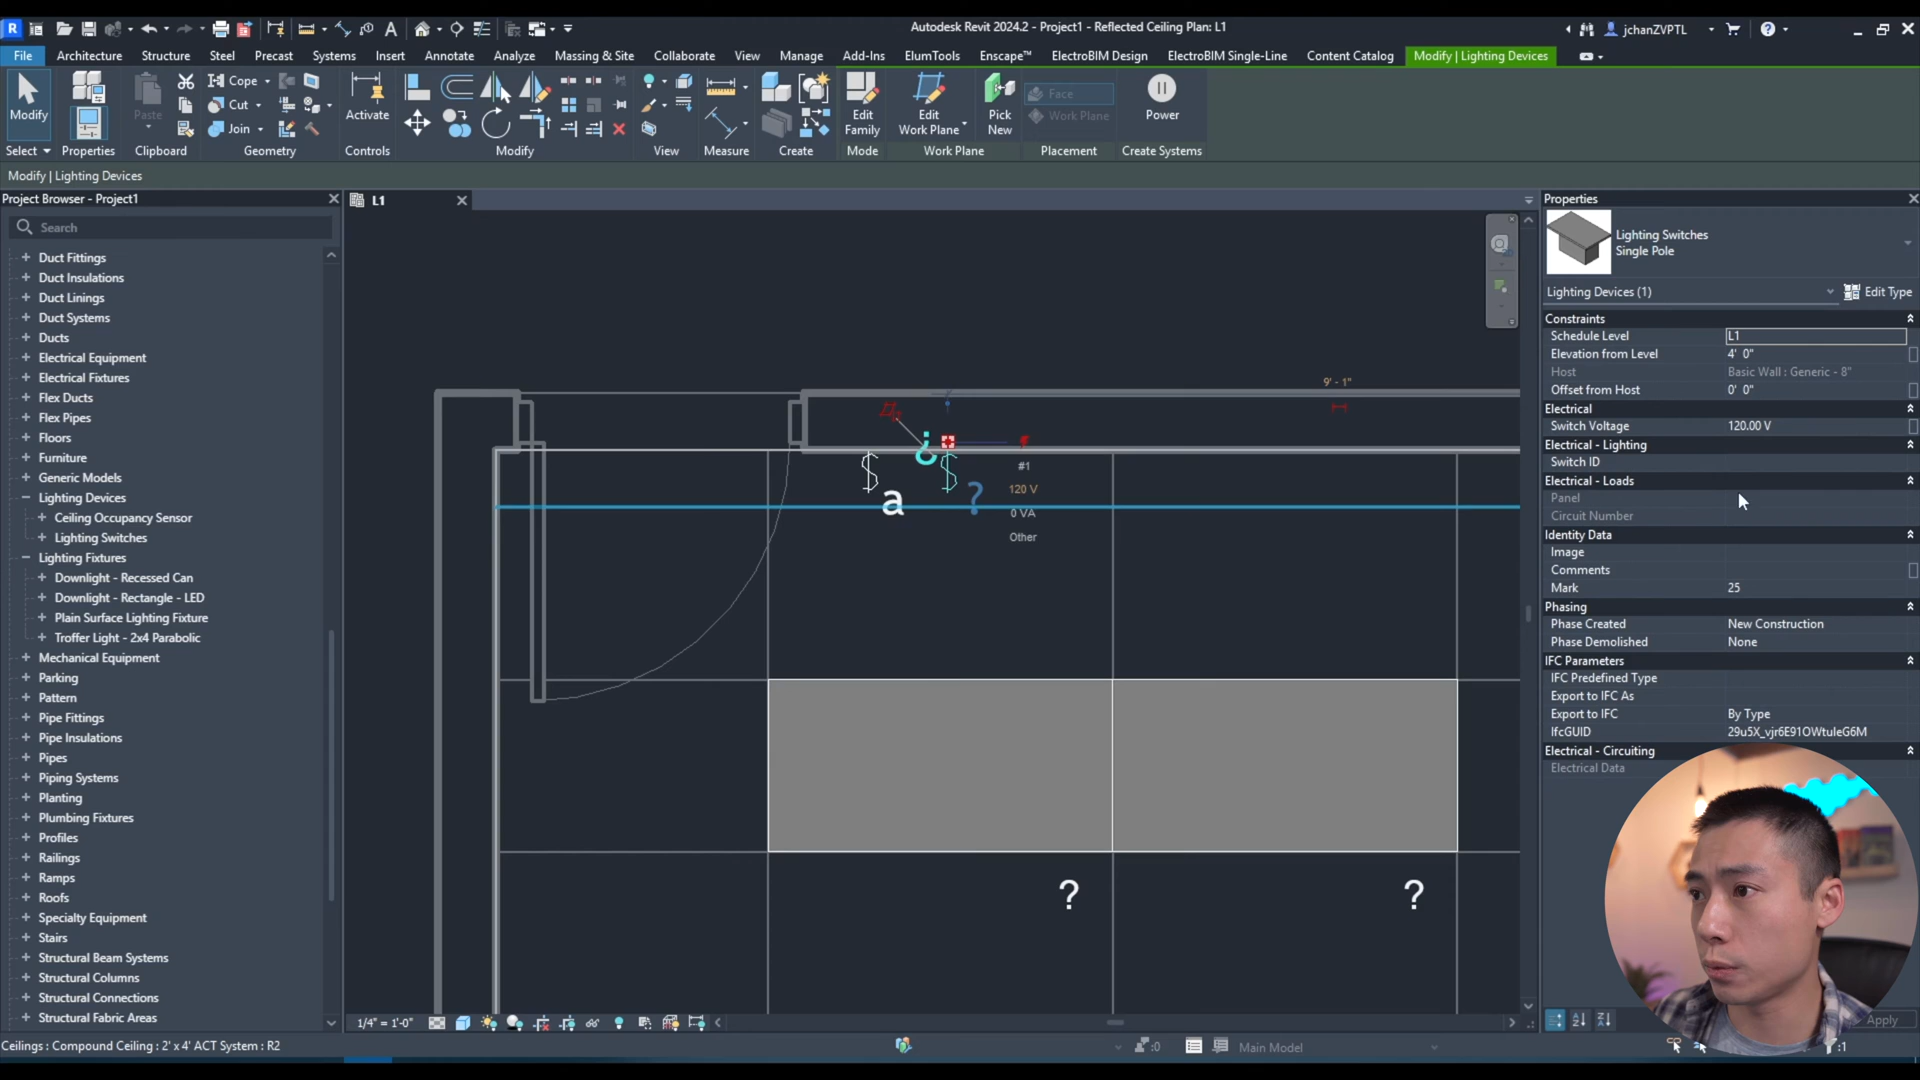 Autodesk Revit 2024.2 - Project1 - Reflected Ceiling Plan: L1
jchanZVPTL
File Architecture Structure Steel Precast Systems Insert Annotate Analyze Massing & Site Collaborate View Manage Add-Ins ElumTools Enscape™ ElectroBIM Design ElectroBIM Single-Line Content Catalog Modify | Lighting Devices
Modify
Paste
Cope
Cut
Join
Activate
Edit Family
Edit Work Plane
Pick New
Face
Work Plane
Power
Select Properties Clipboard Geometry Controls Modify View Measure Create Mode Work Plane Placement Create Systems
Modify | Lighting Devices
Project Browser - Project1
Search
Duct Fittings
Duct Insulations
Duct Linings
Duct Systems
Ducts
Electrical Equipment
Electrical Fixtures
Flex Ducts
Flex Pipes
Floors
Furniture
Generic Models
Lighting Devices
Ceiling Occupancy Sensor
Lighting Switches
Lighting Fixtures
Downlight - Recessed Can
Downlight - Rectangle - LED
Plain Surface Lighting Fixture
Troffer Light - 2x4 Parabolic
Mechanical Equipment
Parking
Pattern
Pipe Fittings
Pipe Insulations
Pipes
Piping Systems
Planting
Plumbing Fixtures
Profiles
Railings
Ramps
Roofs
Specialty Equipment
Stairs
Structural Beam Systems
Structural Columns
Structural Connections
Structural Fabric Areas
L1
9' - 1"
$
a
¿
$
?
#1
120 V
0 VA
Other
?
?
1/4" = 1'-0"
Properties
Lighting Switches
Single Pole
Lighting Devices (1)
Edit Type
Constraints
Schedule Level L1
Elevation from Level 4' 0"
Host Basic Wall : Generic - 8"
Offset from Host 0' 0"
Electrical
Switch Voltage 120.00 V
Electrical - Lighting
Switch ID
Electrical - Loads
Panel
Circuit Number
Identity Data
Image
Comments
Mark 25
Phasing
Phase Created New Construction
Phase Demolished None
IFC Parameters
IFC Predefined Type
Export to IFC As
Export to IFC By Type
IfcGUID 29u5X_vjr6E91OWtuleG6M
Electrical - Circuiting
Electrical Data
Apply
Ceilings : Compound Ceiling : 2' x 4' ACT System : R2
:0
Main Model
:1